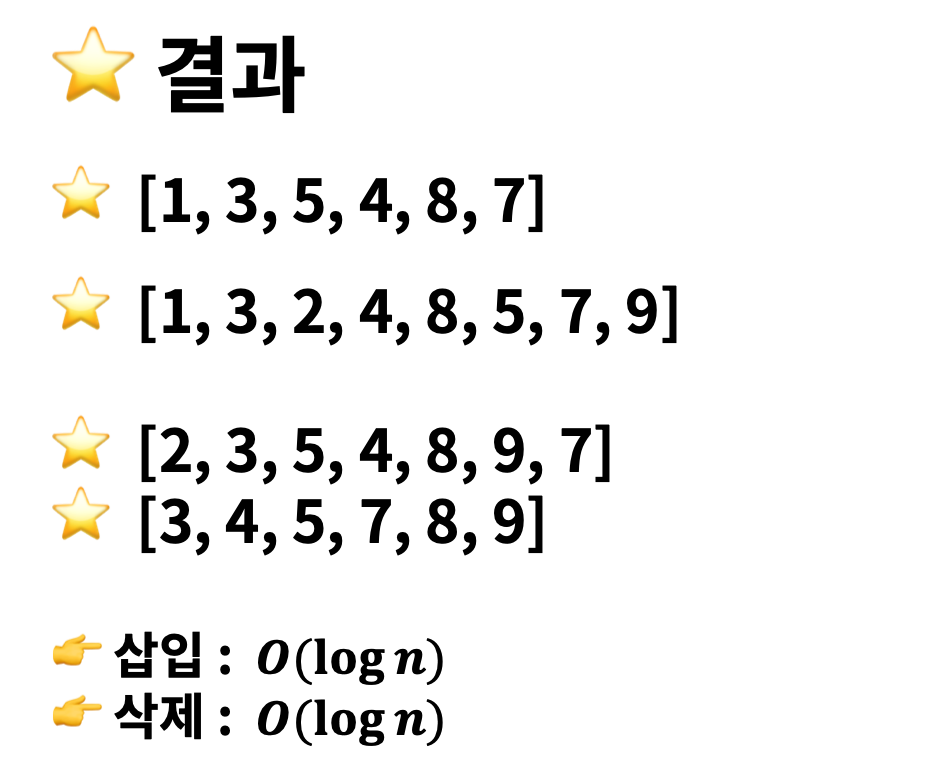 ⭐ 결과
⭐ [1, 3, 5, 4, 8, 7]
⭐ [1, 3, 2, 4, 8, 5, 7, 9]
⭐ [2, 3, 5, 4, 8, 9, 7]
⭐ [3, 4, 5, 7, 8, 9]
👉 삽입 : O(log n)
👉 삭제 : O(log n)